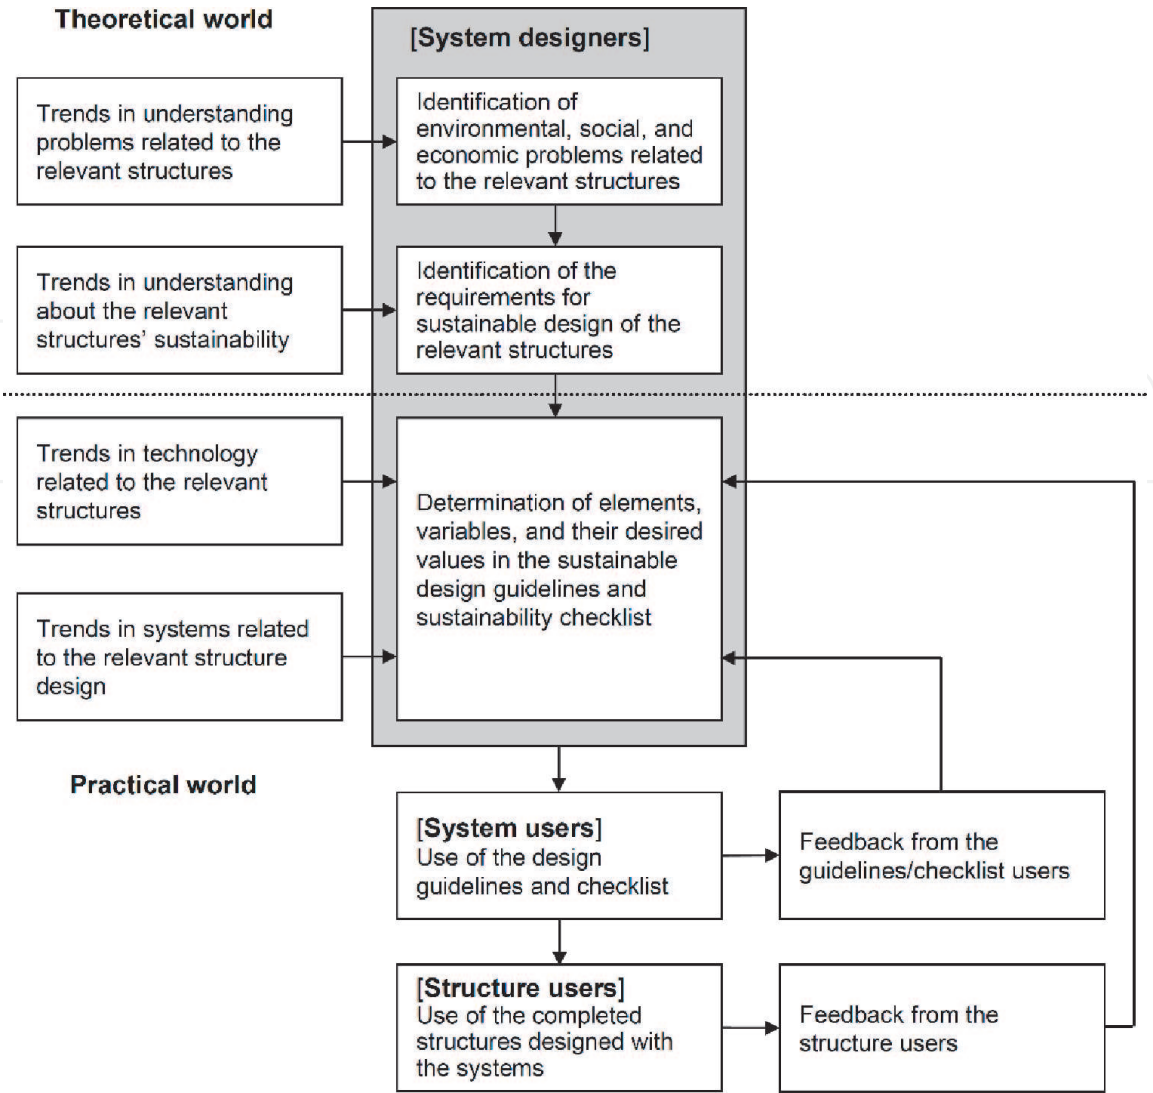 Theoretical world
[System designers]
Trends in understanding
problems related to the
relevant structures
Identification of
environmental, social, and
economic problems related
to the relevant structures
Trends in understanding
about the relevant
structures’ sustainability
Identification of the
requirements for
sustainable design of the
relevant structures
Trends in technology
related to the relevant
structures
Determination of elements,
variables, and their desired
values in the sustainable
design guidelines and
sustainability checklist
Trends in systems related
to the relevant structure
design
Practical world
[System users]
Use of the design
guidelines and checklist
Feedback from the
guidelines/checklist users
[Structure users]
Use of the completed
structures designed with
the systems
Feedback from the
structure users